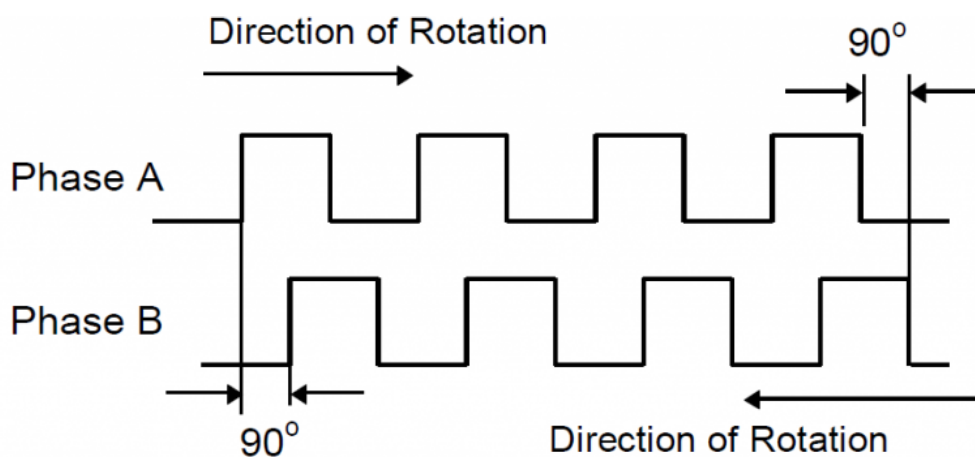 Direction of Rotation
90°
Phase A
Phase B
90°
Direction of Rotation